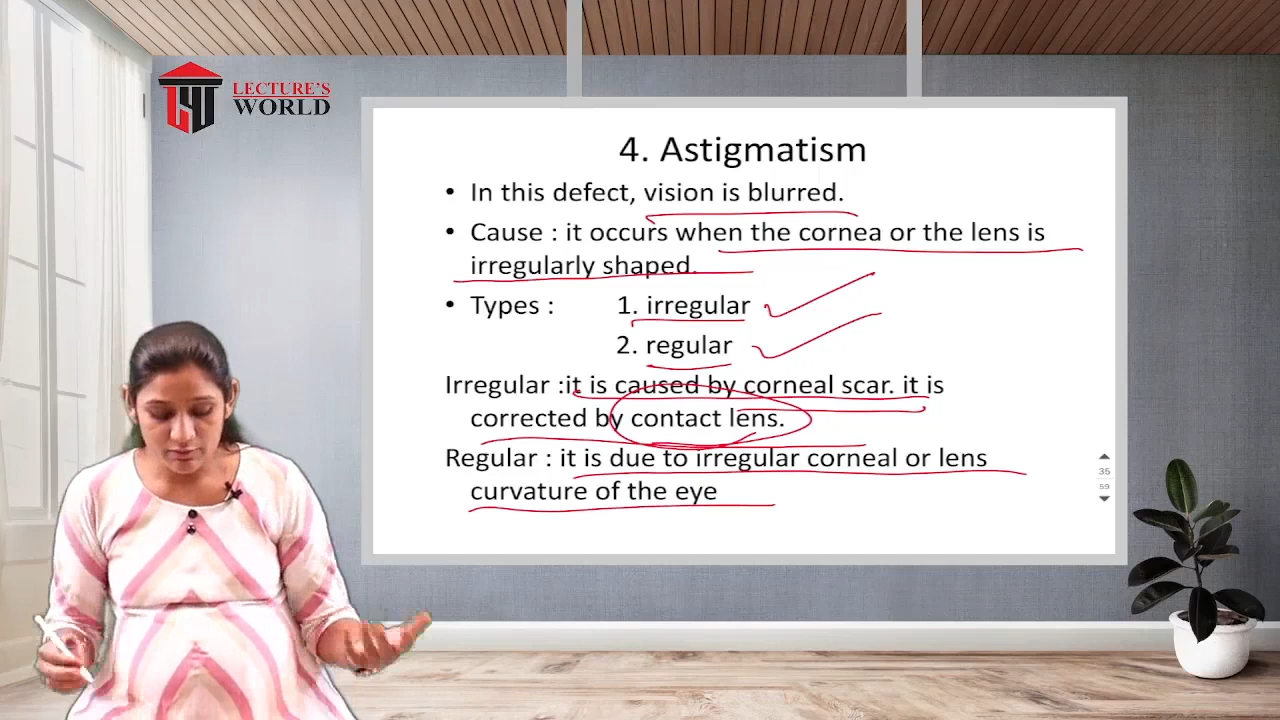 LECTURE'S
WORLD
4. Astigmatism
• In this defect, vision is blurred.
• Cause : it occurs when the cornea or the lens is
irregularly shaped.
• Types : 1. irregular
2. regular
Irregular :it is caused by corneal scar. it is
corrected by contact lens.
Regular : it is due to irregular corneal or lens
curvature of the eye
35
59